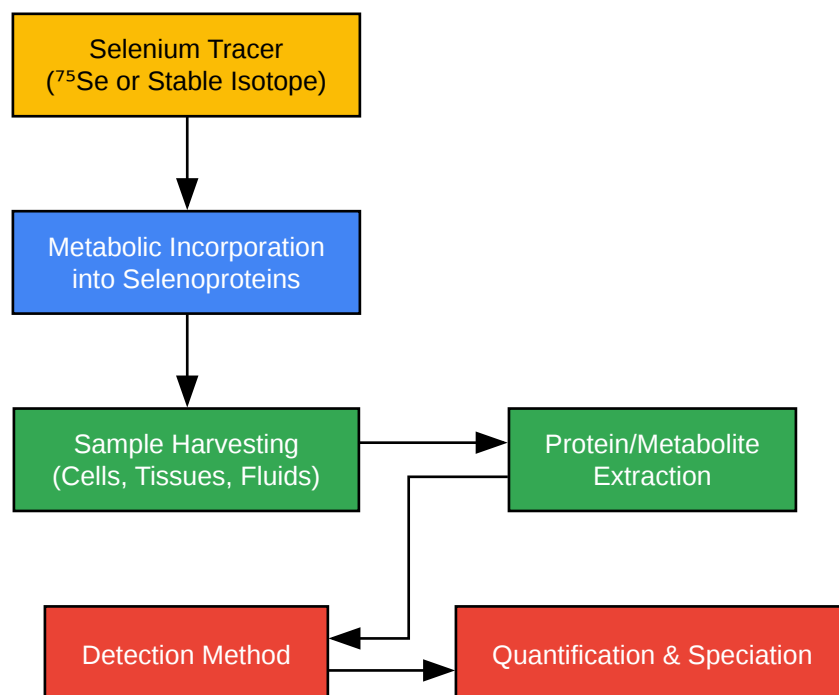 Selenium Tracer
(⁷⁵Se or Stable Isotope)
Metabolic Incorporation
into Selenoproteins
Sample Harvesting
(Cells, Tissues, Fluids)
Protein/Metabolite
Extraction
Detection Method
Quantification & Speciation